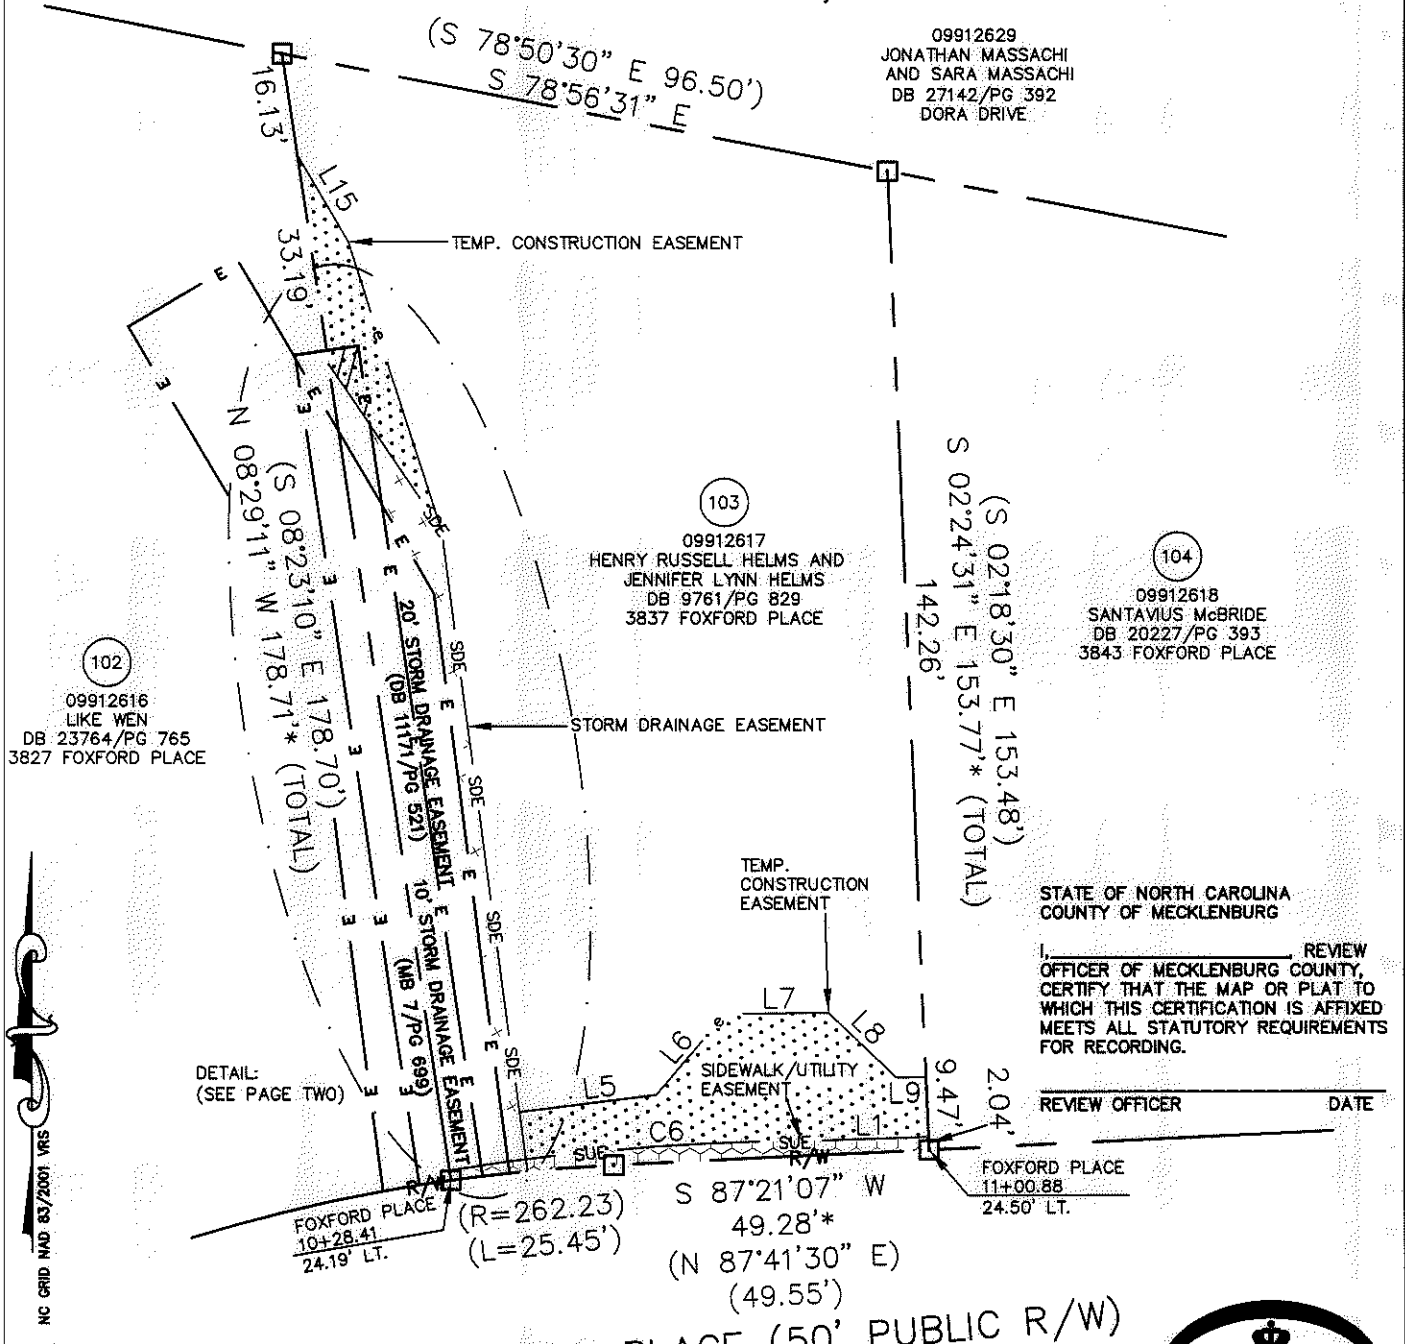 (S 78°50'30" E 96.50')
S 78°56'31" E
09912629
JONATHAN MASSACHI
AND SARA MASSACHI
DB 27142/PG 392
DORA DRIVE
16.13'
L15
33.19'
TEMP. CONSTRUCTION EASEMENT
E
E
E
E
E
E
e
SDE
(S 08°23'10" E 178.70')
N 08°29'11" W 178.71'* (TOTAL)
103
09912617
HENRY RUSSELL HELMS AND
JENNIFER LYNN HELMS
DB 9761/PG 829
3837 FOXFORD PLACE
(S 02°18'30" E 153.48')
S 02°24'31" E 153.77'* (TOTAL)
142.26'
104
09912618
SANTAVIUS McBRIDE
DB 20227/PG 393
3843 FOXFORD PLACE
102
09912616
LIKE WEN
DB 23764/PG 765
3827 FOXFORD PLACE
20' STORM DRAINAGE EASEMENT
(DB 11171/PG 521)
10' STORM DRAINAGE EASEMENT
(MB 7/PG 699)
SDE
STORM DRAINAGE EASEMENT
SDE
SDE
SDE
TEMP.
CONSTRUCTION
EASEMENT
STATE OF NORTH CAROLINA
COUNTY OF MECKLENBURG
I,____________________, REVIEW
OFFICER OF MECKLENBURG COUNTY,
CERTIFY THAT THE MAP OR PLAT TO
WHICH THIS CERTIFICATION IS AFFIXED
MEETS ALL STATUTORY REQUIREMENTS
FOR RECORDING.
REVIEW OFFICER DATE
DETAIL:
(SEE PAGE TWO)
L5
L6
e
L7
L8
L9
SIDEWALK/UTILITY
EASEMENT
9.47'
2.04'
C6
L1
SUE
SUE
R/W
R/W
FOXFORD PLACE
10+28.41
24.19' LT.
(R=262.23)
(L=25.45')
S 87°21'07" W
49.28'*
(N 87°41'30" E)
(49.55')
FOXFORD PLACE
11+00.88
24.50' LT.
NC GRID NAD 83/2001 VRS
PLACE (50' PUBLIC R/W)